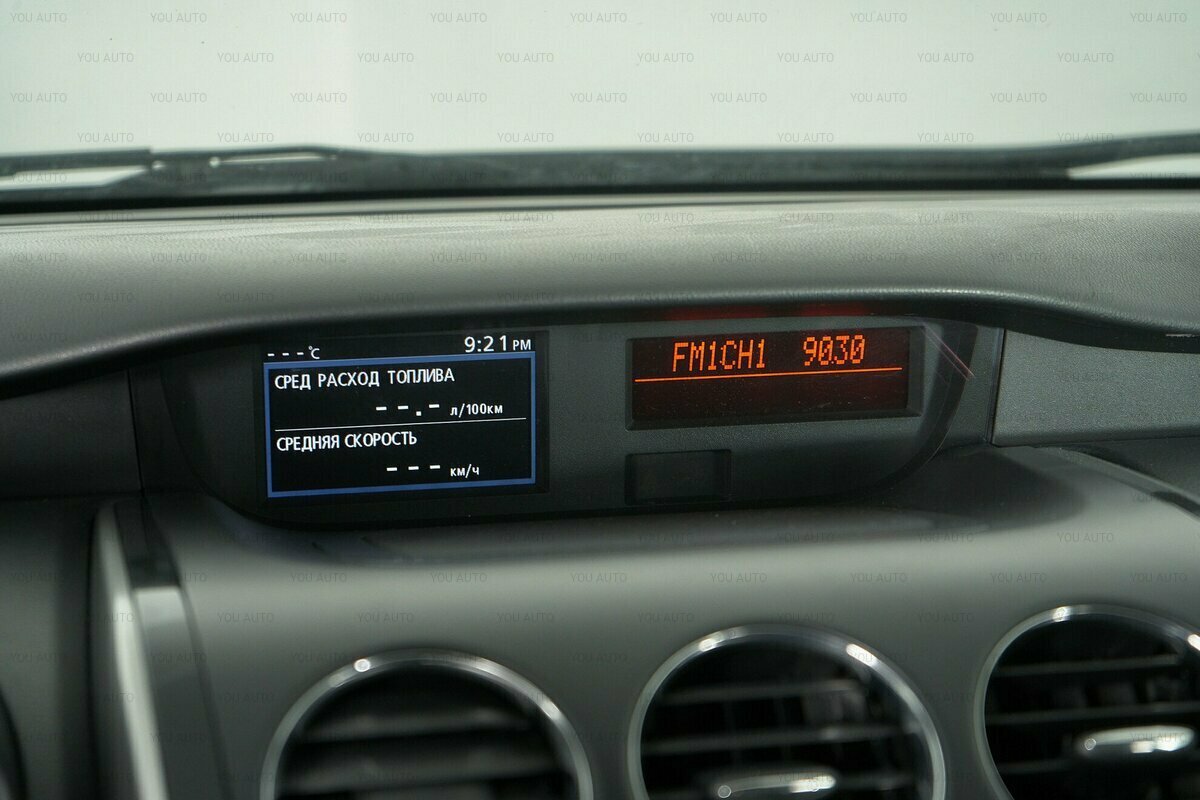 ---°C 9:21 PM
СРЕД РАСХОД ТОПЛИВА
--.- л/100км
СРЕДНЯЯ СКОРОСТЬ
--- км/ч
FM1CH1 90.30
YOU AUTO